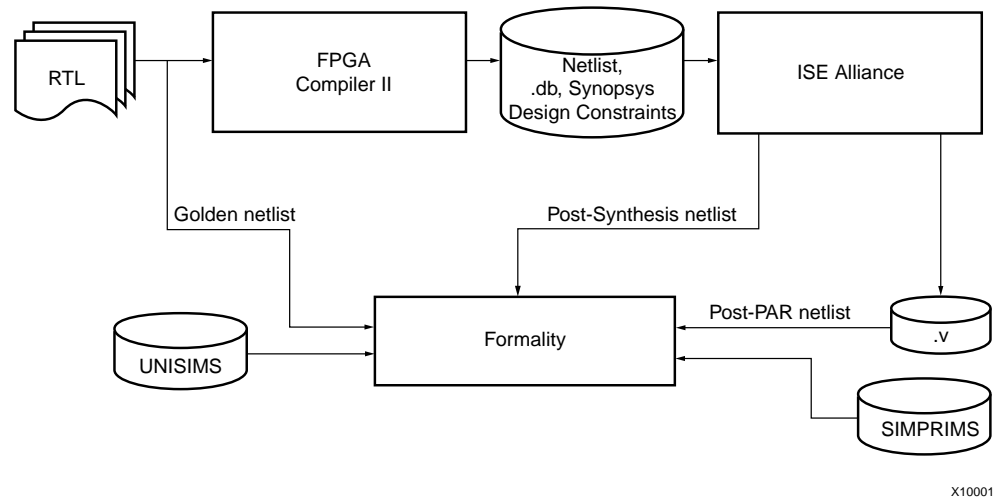 RTL
FPGA
Compiler II
Netlist,
.db, Synopsys
Design Constraints
ISE Alliance
Golden netlist
Post-Synthesis netlist
Formality
Post-PAR netlist
.v
UNISIMS
SIMPRIMS
X10001